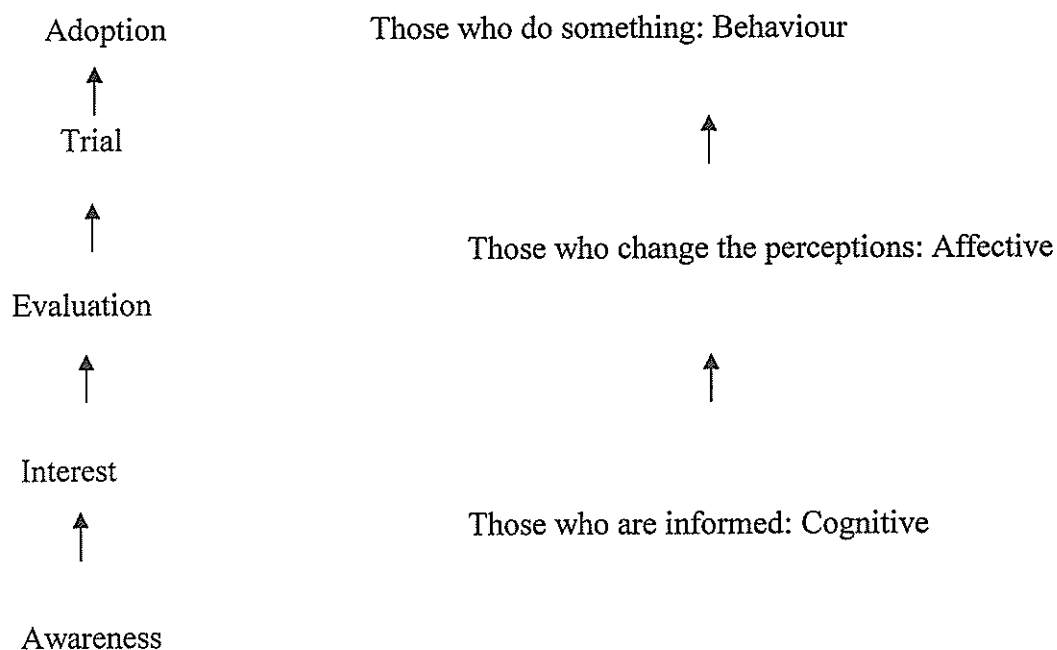 Adoption
Those who do something: Behaviour
Trial
Those who change the perceptions: Affective
Evaluation
Interest
Those who are informed: Cognitive
Awareness